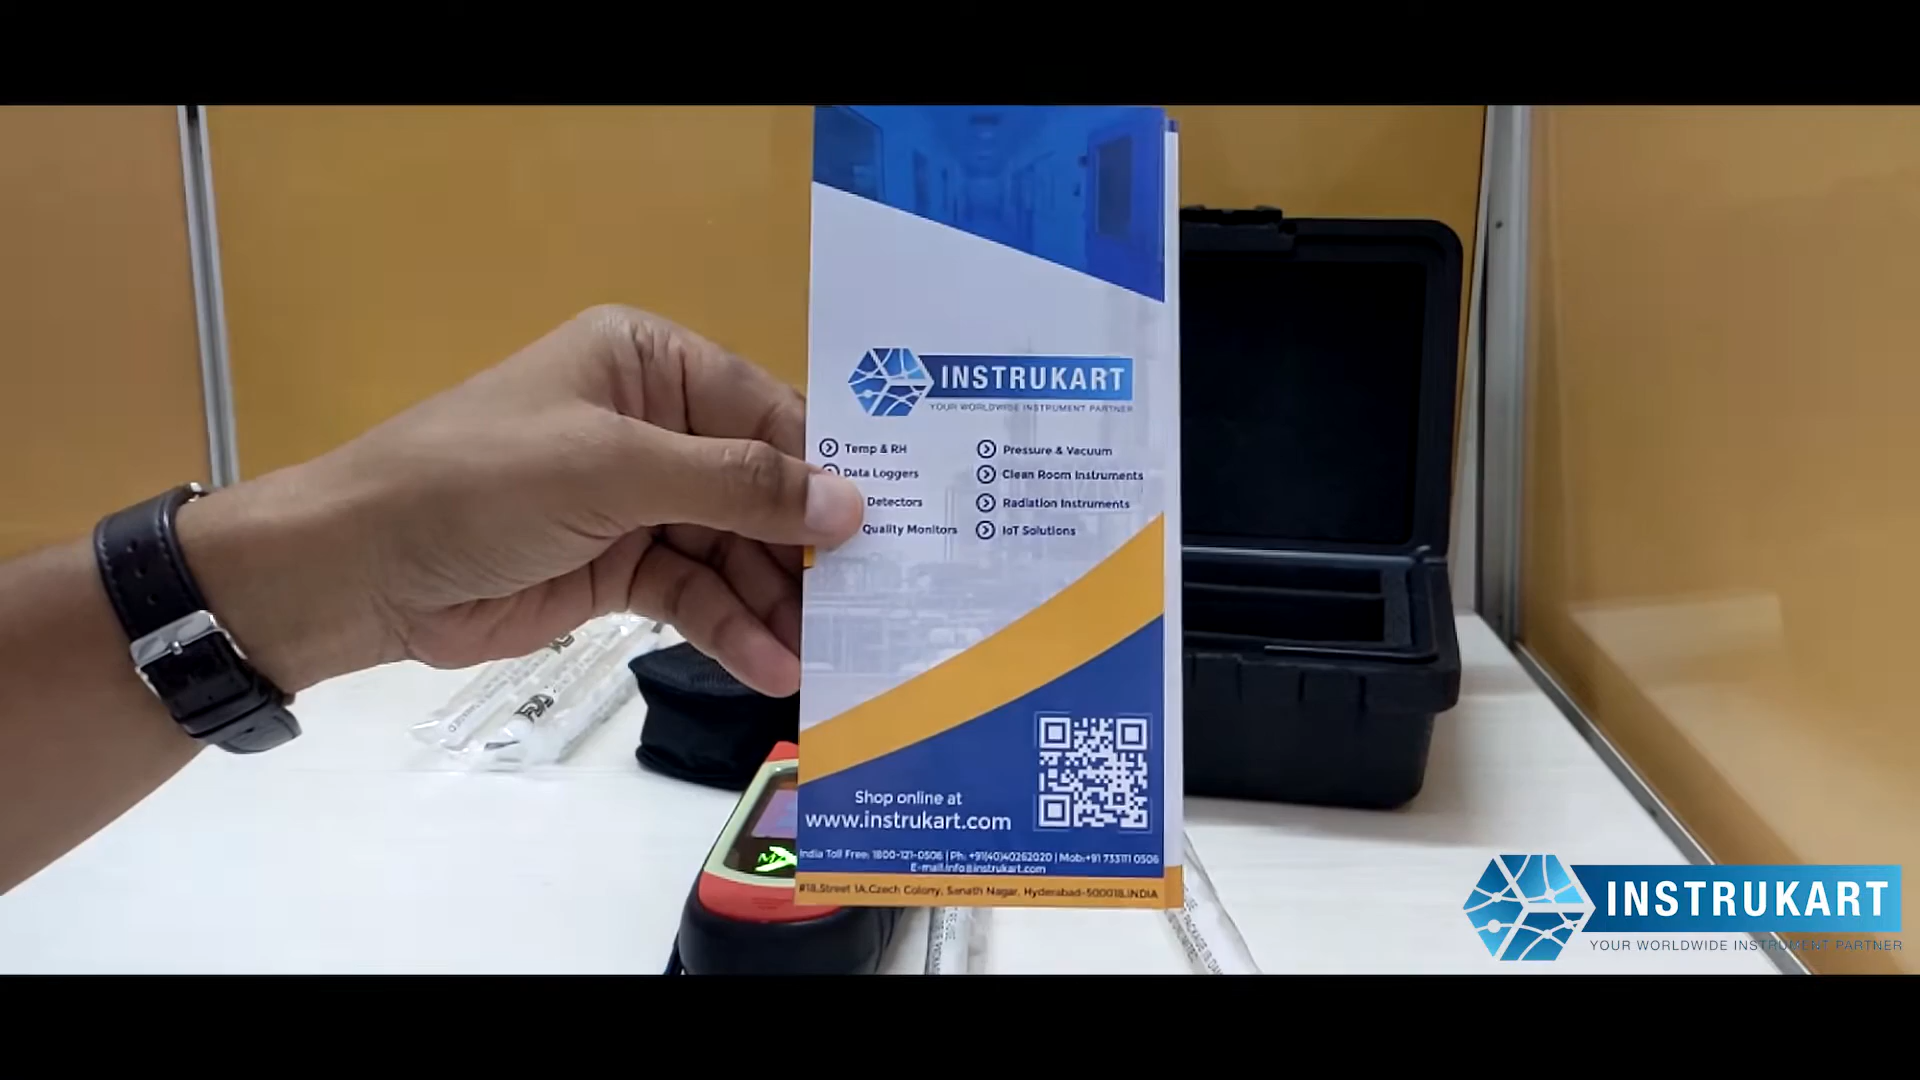 INSTRUKART
YOUR WORLDWIDE INSTRUMENT PARTNER
Temp & RH
Data Loggers
Detectors
Quality Monitors
Pressure & Vacuum
Clean Room Instruments
Radiation Instruments
IoT Solutions
Shop online at
www.instrukart.com
India Toll Free: 1800-121-0506 | Ph: +91(40)40262020 | Mob:+91 733111 0506
E-mail:info@instrukart.com
#18,Street 1A,Czech Colony, Sanath Nagar, Hyderabad-500018,INDIA
INSTRUKART
YOUR WORLDWIDE INSTRUMENT PARTNER